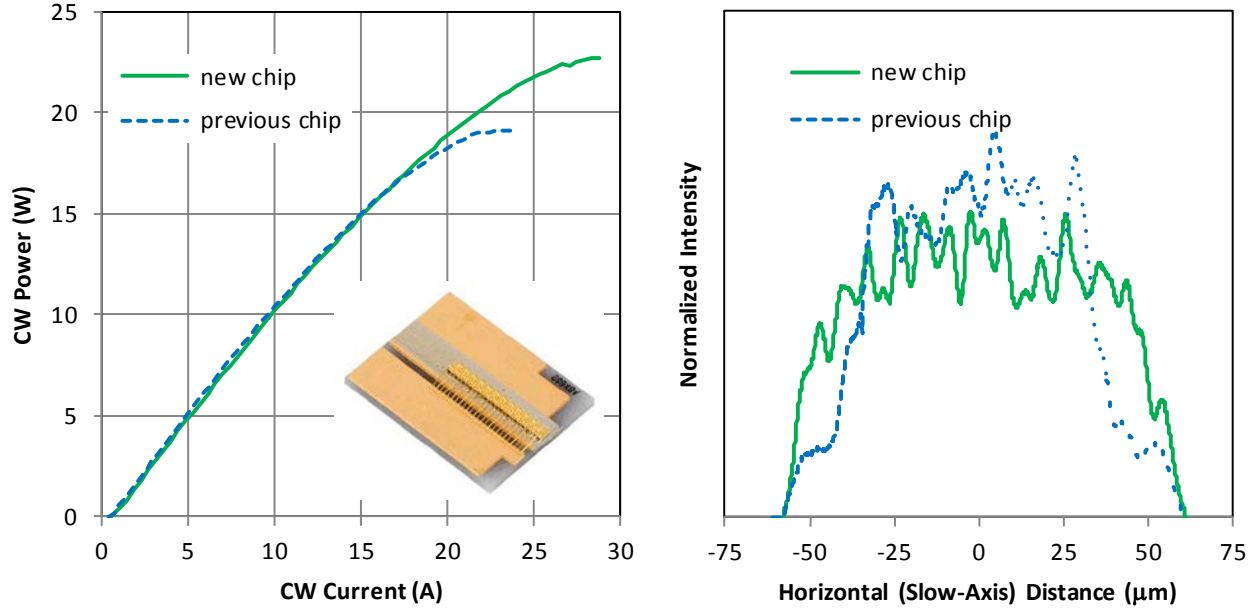 25
20
15
10
5
0
CW Power (W)
new chip
previous chip
0 5 10 15 20 25 30
CW Current (A)
Normalized Intensity
new chip
previous chip
-75 -50 -25 0 25 50 75
Horizontal (Slow-Axis) Distance (μm)